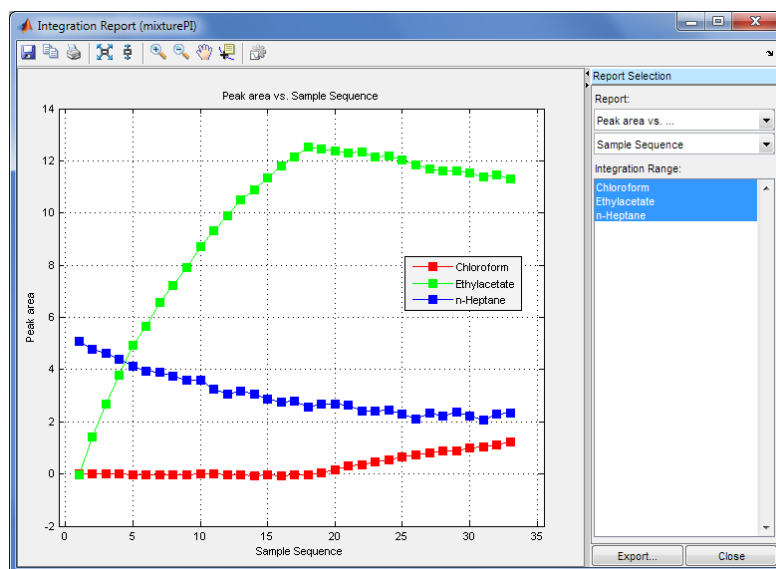 Integration Report (mixturePI)
Peak area vs. Sample Sequence
14
12
10
8
6
4
2
0
-2
Peak area
Chloroform
Ethylacetate
n-Heptane
0 5 10 15 20 25 30 35
Sample Sequence
Report Selection
Report:
Peak area vs. ...
Sample Sequence
Integration Range:
Chloroform
Ethylacetate
n-Heptane
Export... Close